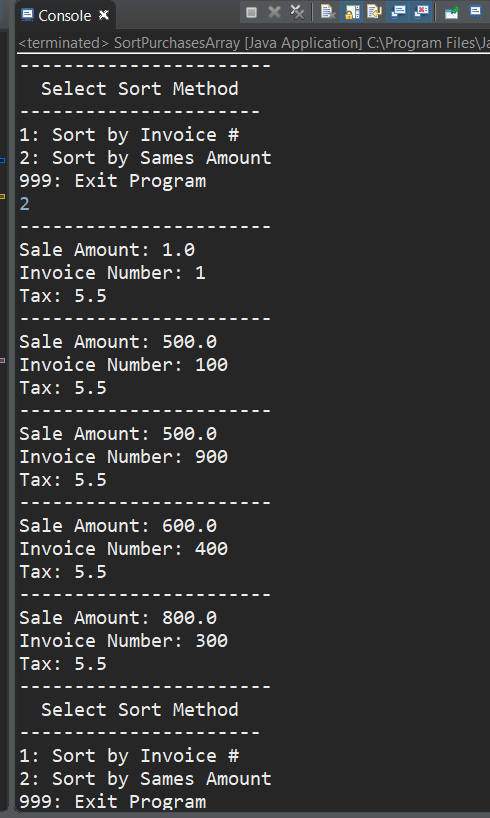 Console
<terminated> SortPurchasesArray [Java Application] C:\Program Files\Ja
-----------------------
  Select Sort Method
----------------------
1: Sort by Invoice #
2: Sort by Sames Amount
999: Exit Program
2
-----------------------
Sale Amount: 1.0
Invoice Number: 1
Tax: 5.5
-----------------------
Sale Amount: 500.0
Invoice Number: 100
Tax: 5.5
-----------------------
Sale Amount: 500.0
Invoice Number: 900
Tax: 5.5
-----------------------
Sale Amount: 600.0
Invoice Number: 400
Tax: 5.5
-----------------------
Sale Amount: 800.0
Invoice Number: 300
Tax: 5.5
-----------------------
  Select Sort Method
----------------------
1: Sort by Invoice #
2: Sort by Sames Amount
999: Exit Program